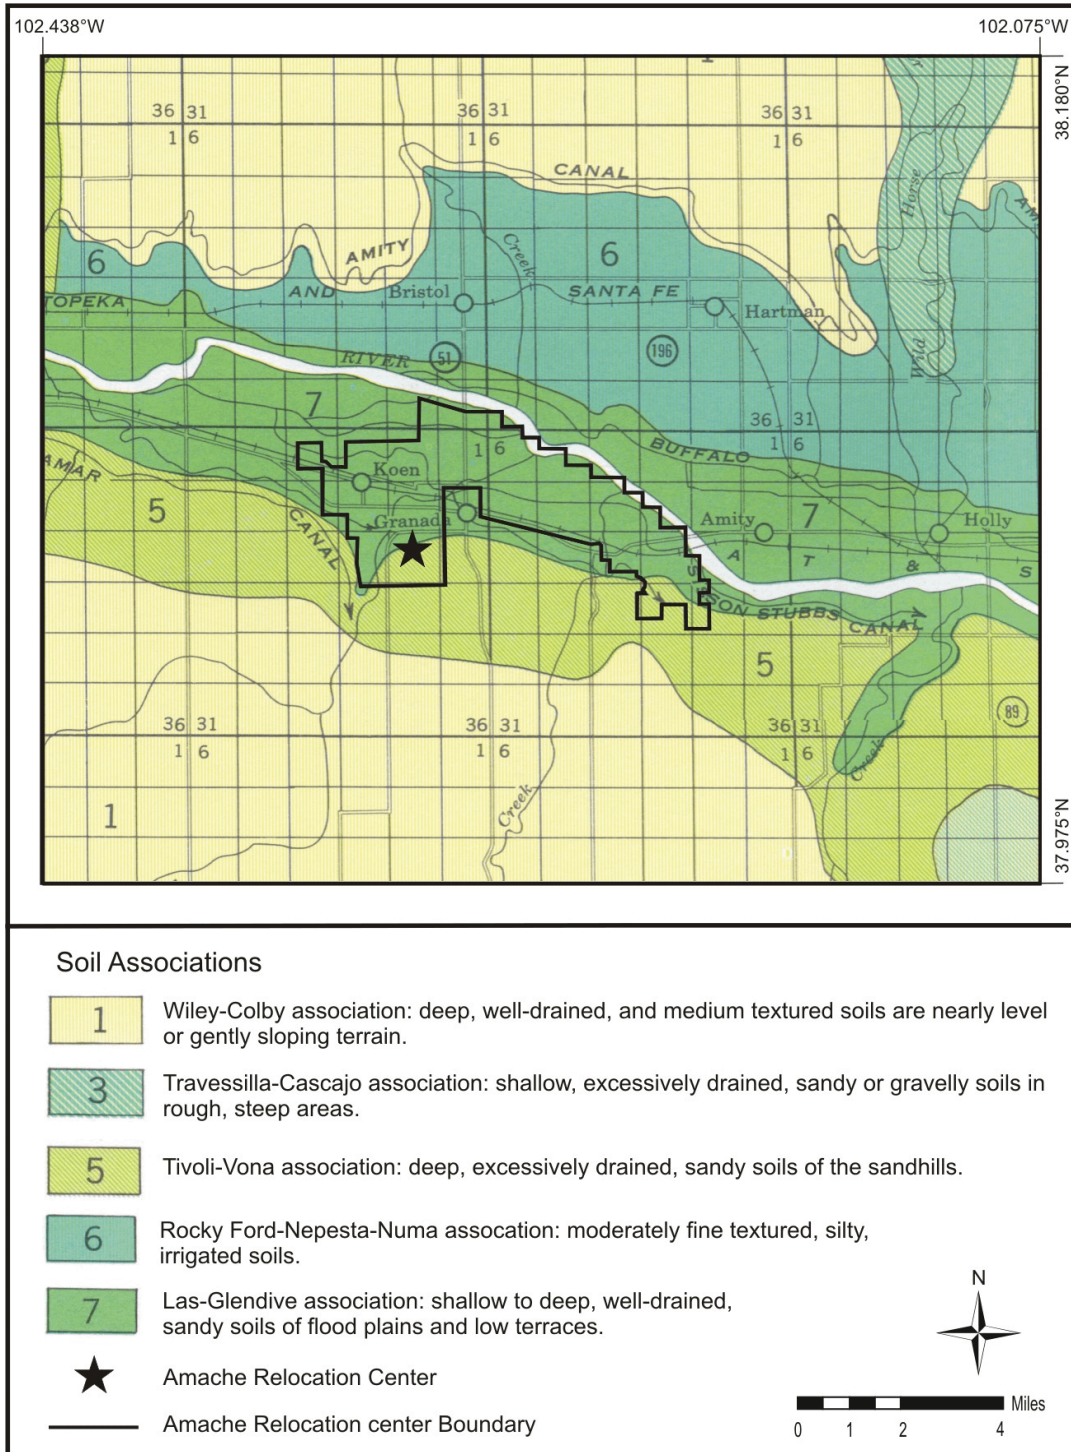 102.438°W
102.075°W
38.180°N
36 31
1 6
36 31
1 6
36 31
1 6
CANAL
Horse
AMITY
Creek
6
6
TOPEKA
AND
Bristol
SANTA FE
Hartman
RIVER
51
196
Wild
7
36 31
1 6
1 6
BUFFALO
Koen
AMAR
5
CANAL
Granada
Amity
7
Holly
A T & S
SISSON STUBBS CANAL
5
89
36 31
1 6
36 31
1 6
36 31
1 6
Creek
Creek
1
37.975°N
Soil Associations
1
Wiley-Colby association: deep, well-drained, and medium textured soils are nearly level
or gently sloping terrain.
3
Travessilla-Cascajo association: shallow, excessively drained, sandy or gravelly soils in
rough, steep areas.
5
Tivoli-Vona association: deep, excessively drained, sandy soils of the sandhills.
6
Rocky Ford-Nepesta-Numa assocation: moderately fine textured, silty,
irrigated soils.
7
Las-Glendive association: shallow to deep, well-drained,
sandy soils of flood plains and low terraces.
Amache Relocation Center
Amache Relocation center Boundary
N
Miles
0 1 2 4